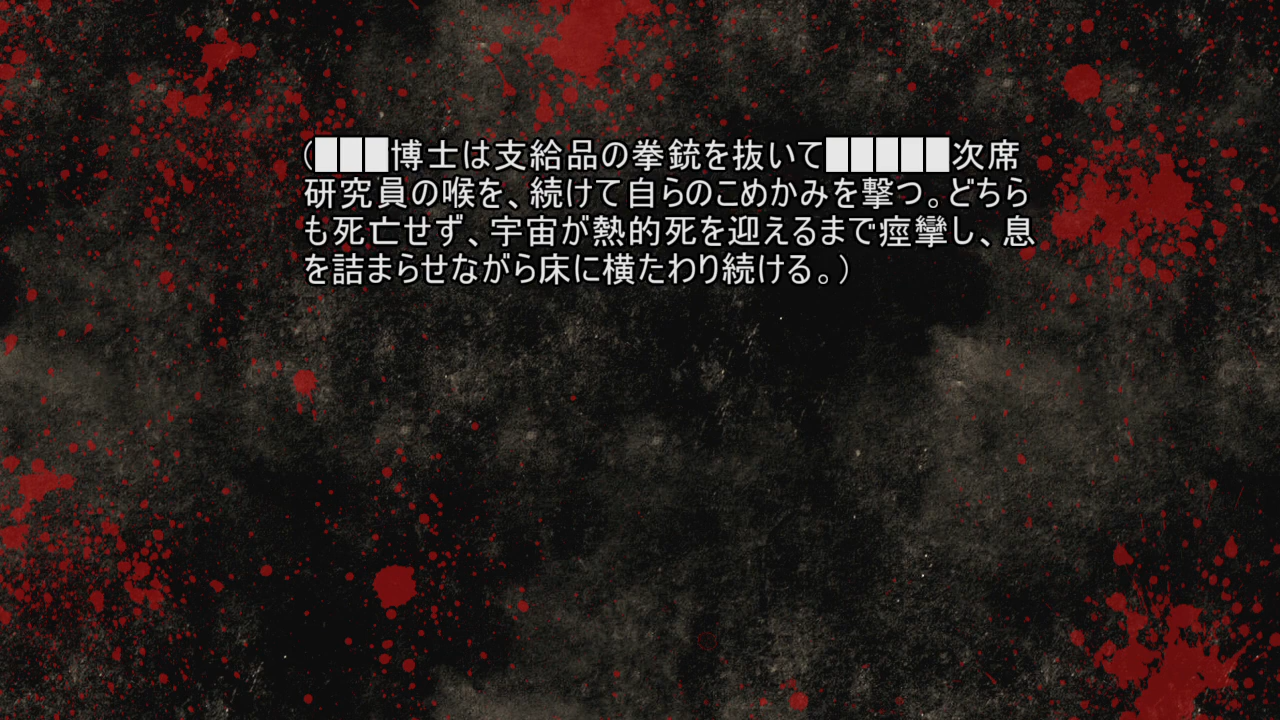 (███博士は支給品の拳銃を抜いて█████次席
研究員の喉を、続けて自らのこめかみを撃つ。どちら
も死亡せず、宇宙が熱的死を迎えるまで痙攣し、息
を詰まらせながら床に横たわり続ける。)